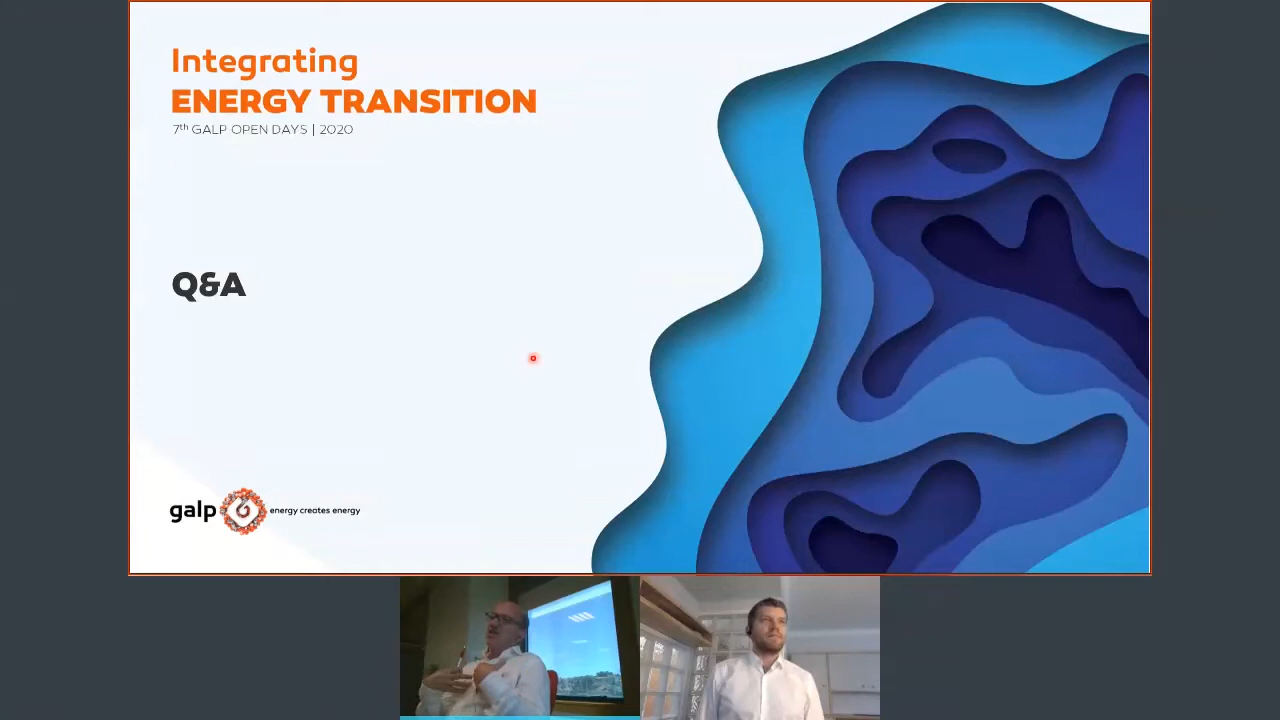 Integrating
ENERGY TRANSITION
7th GALP OPEN DAYS | 2020
Q&A
galp energy creates energy